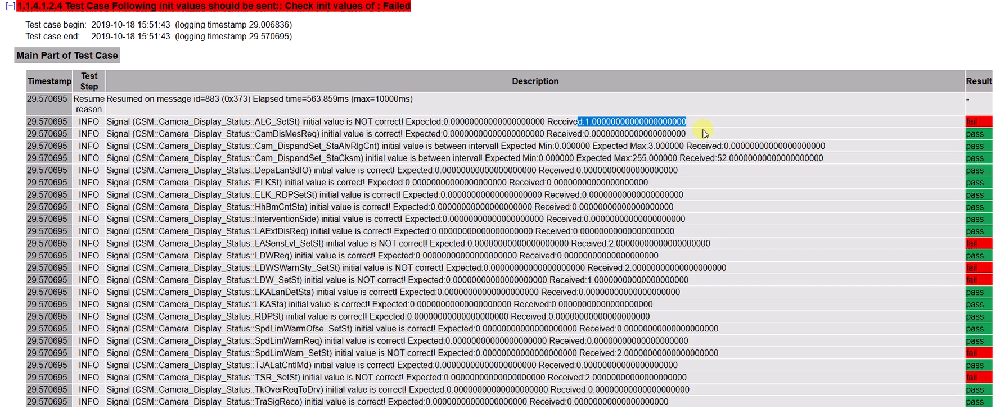 [−] 1.1.4.1.2.4 Test Case Following init values should be sent:: Check init values of : Failed
Test case begin: 2019-10-18 15:51:43 (logging timestamp 29.006836)
Test case end: 2019-10-18 15:51:43 (logging timestamp 29.570695)
Main Part of Test Case
Timestamp Test Step Description Result
29.570695 Resume reason Resumed on message id=883 (0x373) Elapsed time=563.859ms (max=10000ms) -
29.570695 INFO Signal (CSM::Camera_Display_Status::ALC_SetSt) initial value is NOT correct! Expected:0.00000000000000000000 Received:1.00000000000000000000 fail
29.570695 INFO Signal (CSM::Camera_Display_Status::CamDisMesReq) initial value is correct! Expected:0.00000000000000000000 Received:0.00000000000000000000 pass
29.570695 INFO Signal (CSM::Camera_Display_Status::Cam_DispandSet_StaAlvRlgCnt) initial value is between interval! Expected Min:0.000000 Expected Max:3.000000 Received:0.00000000000000000000 pass
29.570695 INFO Signal (CSM::Camera_Display_Status::Cam_DispandSet_StaCksm) initial value is between interval! Expected Min:0.000000 Expected Max:255.000000 Received:52.00000000000000000000 pass
29.570695 INFO Signal (CSM::Camera_Display_Status::DepaLanSdIO) initial value is correct! Expected:0.00000000000000000000 Received:0.00000000000000000000 pass
29.570695 INFO Signal (CSM::Camera_Display_Status::ELKSt) initial value is correct! Expected:0.00000000000000000000 Received:0.00000000000000000000 pass
29.570695 INFO Signal (CSM::Camera_Display_Status::ELK_RDPSetSt) initial value is correct! Expected:0.00000000000000000000 Received:0.00000000000000000000 pass
29.570695 INFO Signal (CSM::Camera_Display_Status::HhBmCntSta) initial value is correct! Expected:0.00000000000000000000 Received:0.00000000000000000000 pass
29.570695 INFO Signal (CSM::Camera_Display_Status::InterventionSide) initial value is correct! Expected:0.00000000000000000000 Received:0.00000000000000000000 pass
29.570695 INFO Signal (CSM::Camera_Display_Status::LAExtDisReq) initial value is correct! Expected:0.00000000000000000000 Received:0.00000000000000000000 pass
29.570695 INFO Signal (CSM::Camera_Display_Status::LASensLvl_SetSt) initial value is NOT correct! Expected:0.00000000000000000000 Received:2.00000000000000000000 fail
29.570695 INFO Signal (CSM::Camera_Display_Status::LDWReq) initial value is correct! Expected:0.00000000000000000000 Received:0.00000000000000000000 pass
29.570695 INFO Signal (CSM::Camera_Display_Status::LDWSWarnSty_SetSt) initial value is NOT correct! Expected:0.00000000000000000000 Received:2.00000000000000000000 fail
29.570695 INFO Signal (CSM::Camera_Display_Status::LDW_SetSt) initial value is NOT correct! Expected:0.00000000000000000000 Received:1.00000000000000000000 fail
29.570695 INFO Signal (CSM::Camera_Display_Status::LKALanDetSta) initial value is correct! Expected:0.00000000000000000000 Received:0.00000000000000000000 pass
29.570695 INFO Signal (CSM::Camera_Display_Status::LKASta) initial value is correct! Expected:0.00000000000000000000 Received:0.00000000000000000000 pass
29.570695 INFO Signal (CSM::Camera_Display_Status::RDPSt) initial value is correct! Expected:0.00000000000000000000 Received:0.00000000000000000000 pass
29.570695 INFO Signal (CSM::Camera_Display_Status::SpdLimWarmOfse_SetSt) initial value is correct! Expected:0.00000000000000000000 Received:0.00000000000000000000 pass
29.570695 INFO Signal (CSM::Camera_Display_Status::SpdLimWarnReq) initial value is correct! Expected:0.00000000000000000000 Received:0.00000000000000000000 pass
29.570695 INFO Signal (CSM::Camera_Display_Status::SpdLimWarn_SetSt) initial value is NOT correct! Expected:0.00000000000000000000 Received:2.00000000000000000000 fail
29.570695 INFO Signal (CSM::Camera_Display_Status::TJALatCntlMd) initial value is correct! Expected:0.00000000000000000000 Received:0.00000000000000000000 pass
29.570695 INFO Signal (CSM::Camera_Display_Status::TSR_SetSt) initial value is NOT correct! Expected:0.00000000000000000000 Received:2.00000000000000000000 fail
29.570695 INFO Signal (CSM::Camera_Display_Status::TkOverReqToDrv) initial value is correct! Expected:0.00000000000000000000 Received:0.00000000000000000000 pass
29.570695 INFO Signal (CSM::Camera_Display_Status::TraSigReco) initial value is correct! Expected:0.00000000000000000000 Received:0.00000000000000000000 pass